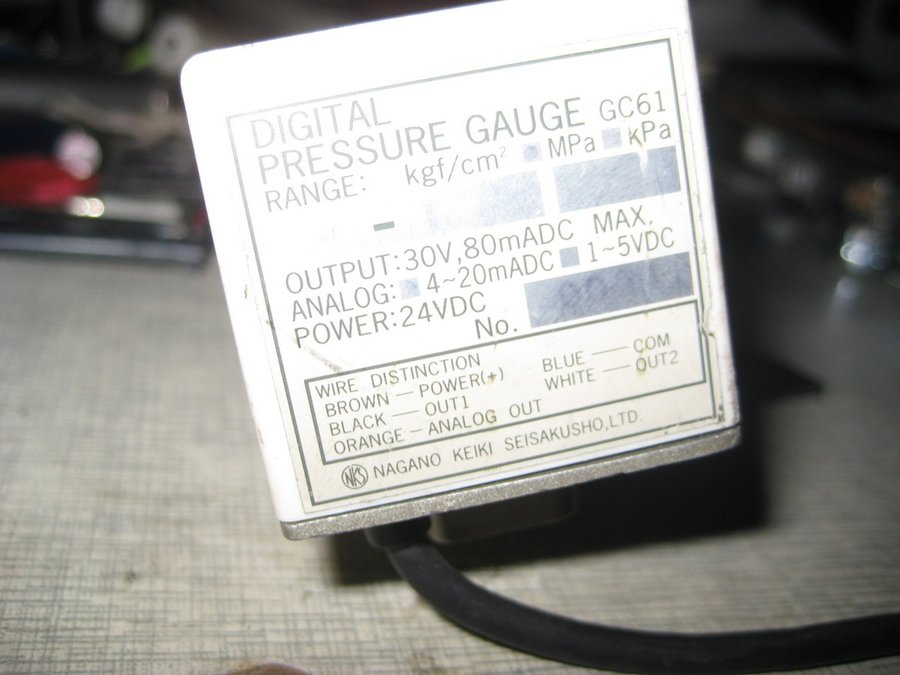 DIGITAL
PRESSURE GAUGE GC61
RANGE: kgf/cm² MPa kPa
-
OUTPUT:30V,80mADC MAX.
ANALOG: 4~20mADC 1~5VDC
POWER:24VDC
No.
WIRE DISTINCTION
BROWN — POWER(+) BLUE — COM
BLACK — OUT1 WHITE — OUT2
ORANGE — ANALOG OUT
NKS NAGANO KEIKI SEISAKUSHO,LTD.